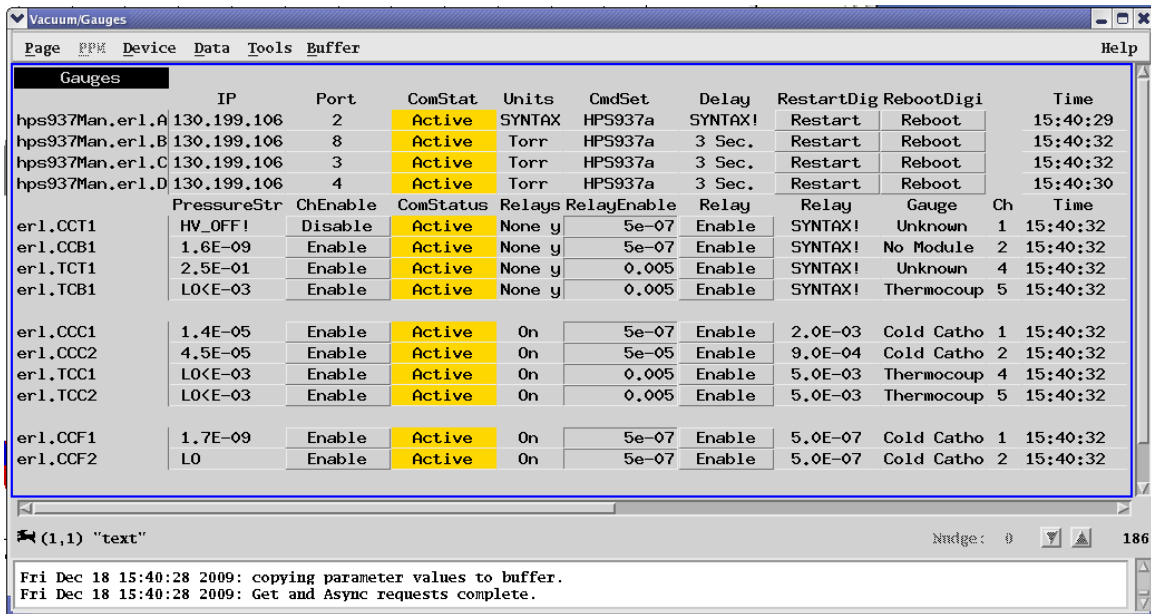 Vacuum/Gauges
Page PPM Device Data Tools Buffer Help
Gauges
IP Port ComStat Units CmdSet Delay RestartDig RebootDigi Time
hps937Man.erl.A 130.199.106 2 Active SYNTAX HPS937a SYNTAX! Restart Reboot 15:40:29
hps937Man.erl.B 130.199.106 8 Active Torr HPS937a 3 Sec. Restart Reboot 15:40:32
hps937Man.erl.C 130.199.106 3 Active Torr HPS937a 3 Sec. Restart Reboot 15:40:32
hps937Man.erl.D 130.199.106 4 Active Torr HPS937a 3 Sec. Restart Reboot 15:40:30
PressureStr ChEnable ComStatus Relays RelayEnable Relay Relay Gauge Ch Time
erl.CCT1 HV_OFF! Disable Active None y 5e-07 Enable SYNTAX! Unknown 1 15:40:32
erl.CCB1 1.6E-09 Enable Active None y 5e-07 Enable SYNTAX! No Module 2 15:40:32
erl.TCT1 2.5E-01 Enable Active None y 0.005 Enable SYNTAX! Unknown 4 15:40:32
erl.TCB1 LO<E-03 Enable Active None y 0.005 Enable SYNTAX! Thermocoup 5 15:40:32
erl.CCC1 1.4E-05 Enable Active On 5e-07 Enable 2.0E-03 Cold Catho 1 15:40:32
erl.CCC2 4.5E-05 Enable Active On 5e-05 Enable 9.0E-04 Cold Catho 2 15:40:32
erl.TCC1 LO<E-03 Enable Active On 0.005 Enable 5.0E-03 Thermocoup 4 15:40:32
erl.TCC2 LO<E-03 Enable Active On 0.005 Enable 5.0E-03 Thermocoup 5 15:40:32
erl.CCF1 1.7E-09 Enable Active On 5e-07 Enable 5.0E-07 Cold Catho 1 15:40:32
erl.CCF2 LO Enable Active On 5e-07 Enable 5.0E-07 Cold Catho 2 15:40:32
(1,1) "text" Nudge: 0 186
Fri Dec 18 15:40:28 2009: copying parameter values to buffer.
Fri Dec 18 15:40:28 2009: Get and Async requests complete.